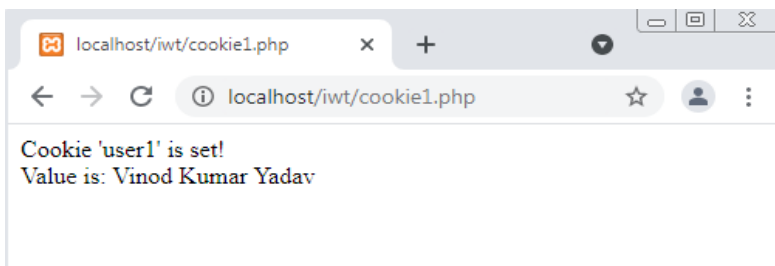 localhost/iwt/cookie1.php
localhost/iwt/cookie1.php
Cookie 'user1' is set!
Value is: Vinod Kumar Yadav